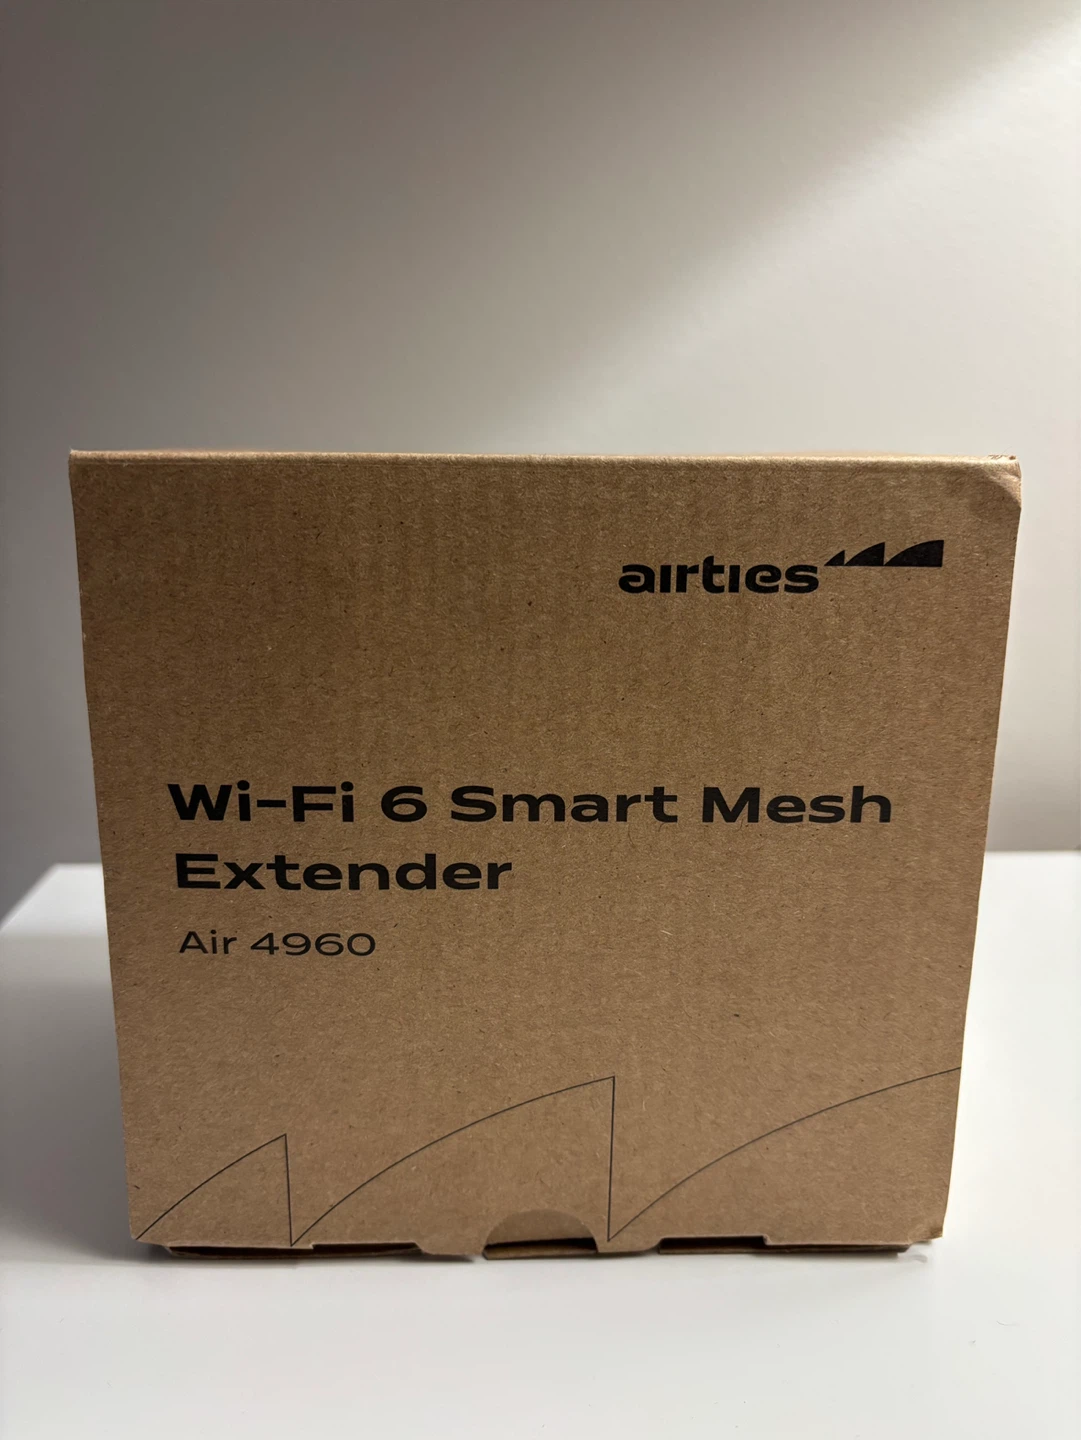 airties
Wi-Fi 6 Smart Mesh
Extender
Air 4960